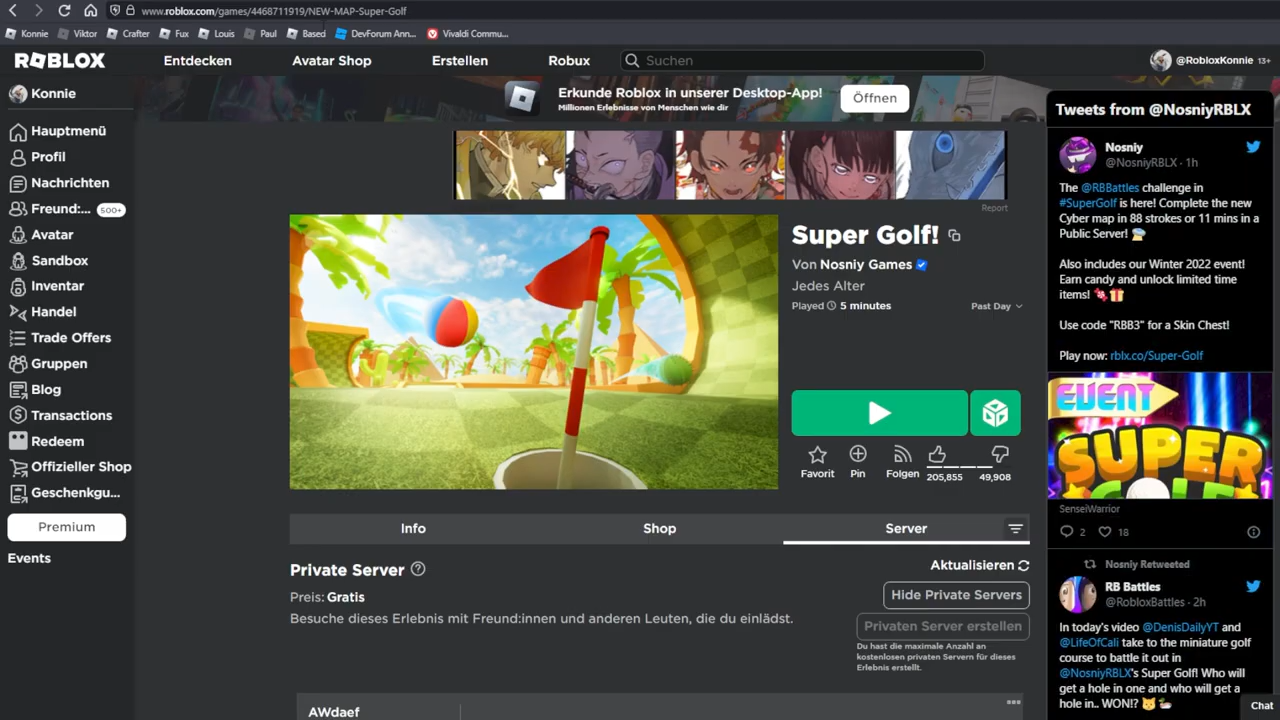 www.roblox.com/games/4468711919/NEW-MAP-Super-Golf
Konnie Viktor Crafter Fux Louis Paul Based DevForum Ann... Vivaldi Commu...
ROBLOX Entdecken Avatar Shop Erstellen Robux Suchen @RobloxKonnie 13+
Konnie
Hauptmenü
Profil
Nachrichten
Freund:... 500+
Avatar
Sandbox
Inventar
Handel
Trade Offers
Gruppen
Blog
Transactions
Redeem
Offizieller Shop
Geschenkgu...
Premium
Events
Erkunde Roblox in unserer Desktop-App!
Millionen Erlebnisse von Menschen wie dir
Öffnen
Report
Super Golf!
Von Nosniy Games
Jedes Alter
Played 5 minutes Past Day
Favorit Pin Folgen 205,855 49,908
Info Shop Server
Private Server
Aktualisieren
Preis: Gratis
Hide Private Servers
Besuche dieses Erlebnis mit Freund:innen und anderen Leuten, die du einlädst.
Privaten Server erstellen
Du hast die maximale Anzahl an
kostenlosen privaten Servern für dieses
Erlebnis erstellt.
AWdaef
Tweets from @NosniyRBLX
Nosniy
@NosniyRBLX · 1h
The @RBBattles challenge in
#SuperGolf is here! Complete the new
Cyber map in 88 strokes or 11 mins in a
Public Server!
Also includes our Winter 2022 event!
Earn candy and unlock limited time
items!
Use code "RBB3" for a Skin Chest!
Play now: rblx.co/Super-Golf
EVENT
SUPER
GOLF
SenseiWarrior
2 18
Nosniy Retweeted
RB Battles
@RobloxBattles · 2h
In today's video @DenisDailyYT and
@LifeOfCali take to the miniature golf
course to battle it out in
@NosniyRBLX's Super Golf! Who will
get a hole in one and who will get a
hole in.. WON!?
Chat